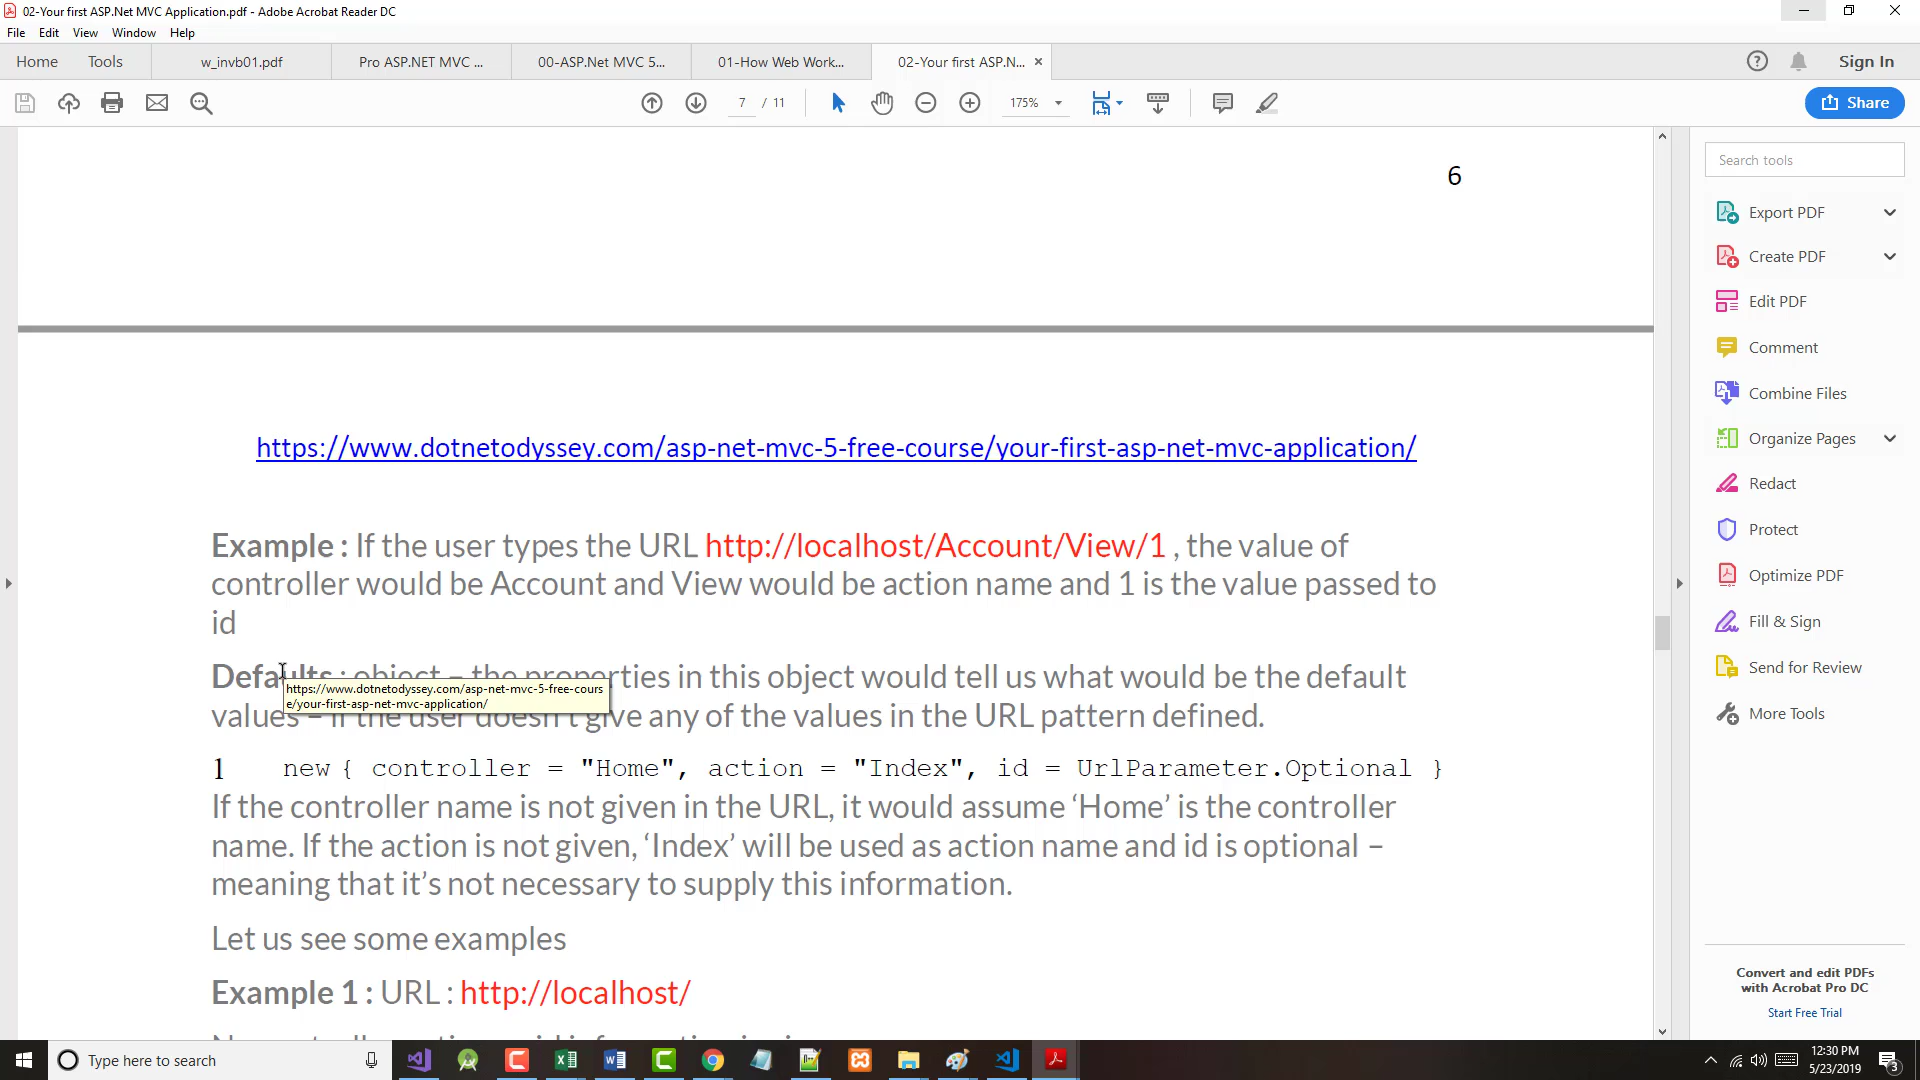 02-Your first ASP.Net MVC Application.pdf - Adobe Acrobat Reader DC
File Edit View Window Help
Home Tools w_invb01.pdf Pro ASP.NET MVC ... 00-ASP.Net MVC 5... 01-How Web Work... 02-Your first ASP.N... × Sign In
7 / 11 175% Share
6
https://www.dotnetodyssey.com/asp-net-mvc-5-free-course/your-first-asp-net-mvc-application/
Example : If the user types the URL http://localhost/Account/View/1 , the value of
controller would be Account and View would be action name and 1 is the value passed to
id
Defaults : object – the properties in this object would tell us what would be the default
https://www.dotnetodyssey.com/asp-net-mvc-5-free-cours
e/your-first-asp-net-mvc-application/
values – if the user doesn't give any of the values in the URL pattern defined.
1 new { controller = "Home", action = "Index", id = UrlParameter.Optional }
If the controller name is not given in the URL, it would assume ‘Home’ is the controller
name. If the action is not given, ‘Index’ will be used as action name and id is optional –
meaning that it’s not necessary to supply this information.
Let us see some examples
Example 1 : URL : http://localhost/
Search tools
Export PDF
Create PDF
Edit PDF
Comment
Combine Files
Organize Pages
Redact
Protect
Optimize PDF
Fill & Sign
Send for Review
More Tools
Convert and edit PDFs
with Acrobat Pro DC
Start Free Trial
Type here to search
12:30 PM
5/23/2019
3